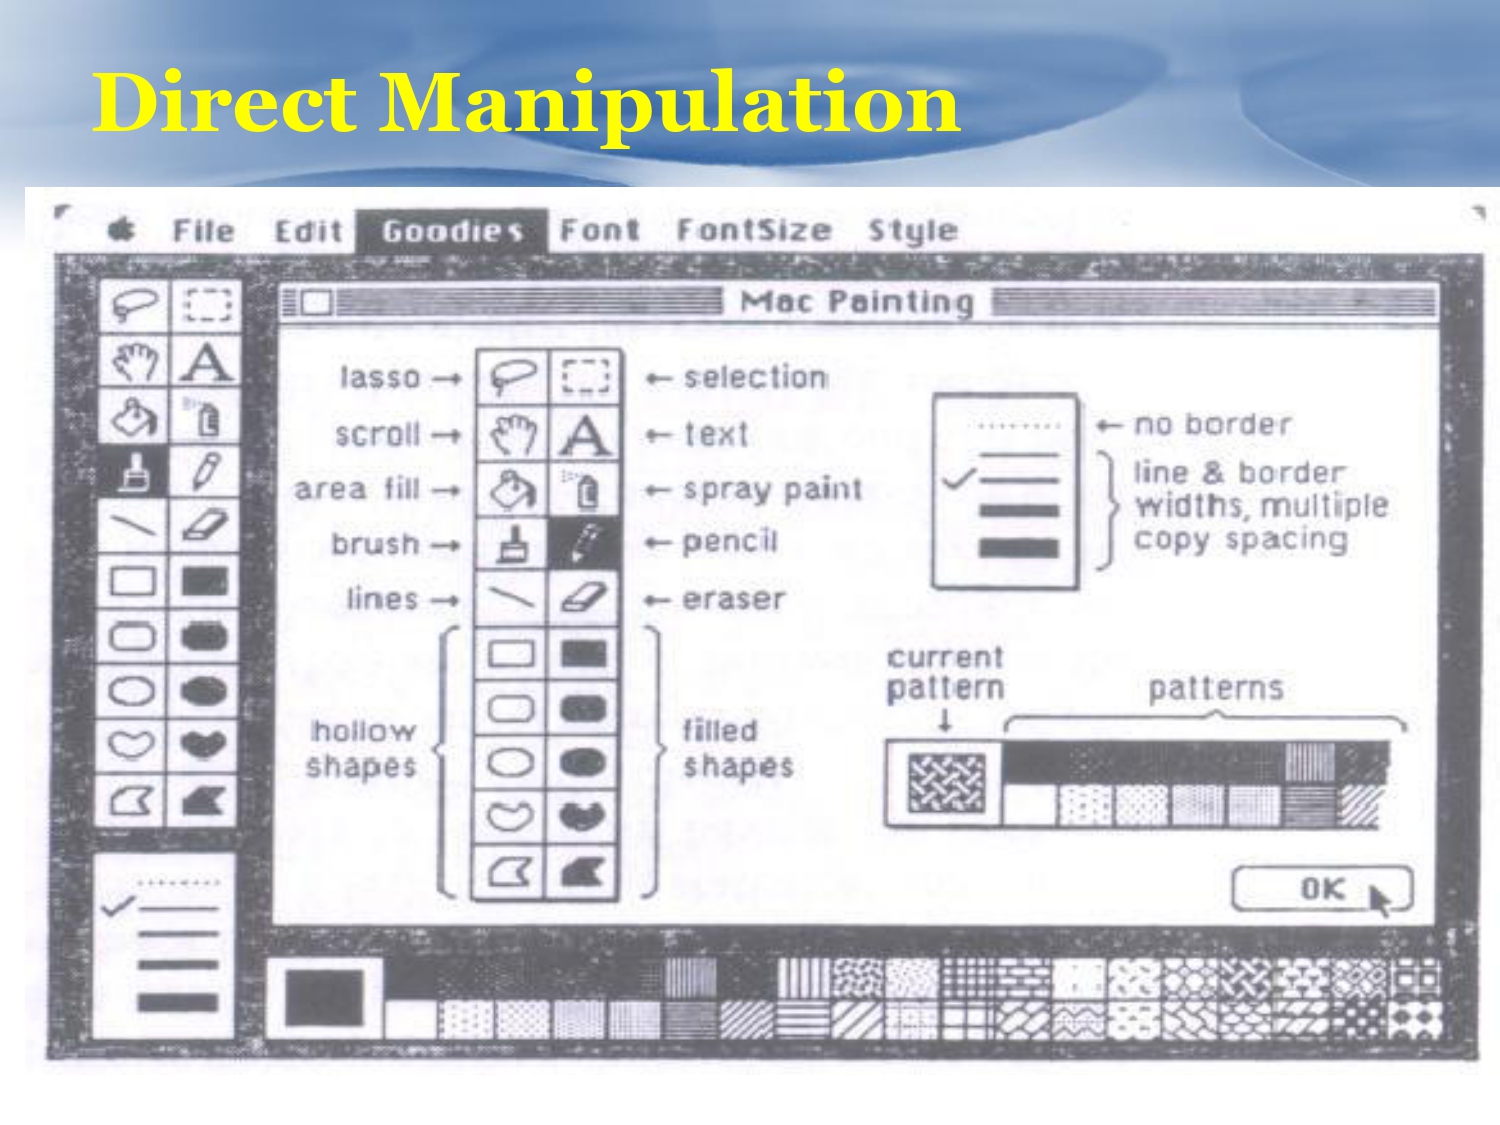 Direct Manipulation
File Edit Goodies Font FontSize Style
Mac Painting
lasso
selection
scroll
text
area fill
spray paint
brush
pencil
lines
eraser
hollow
shapes
filled
shapes
no border
line & border
widths, multiple
copy spacing
current
pattern
patterns
OK